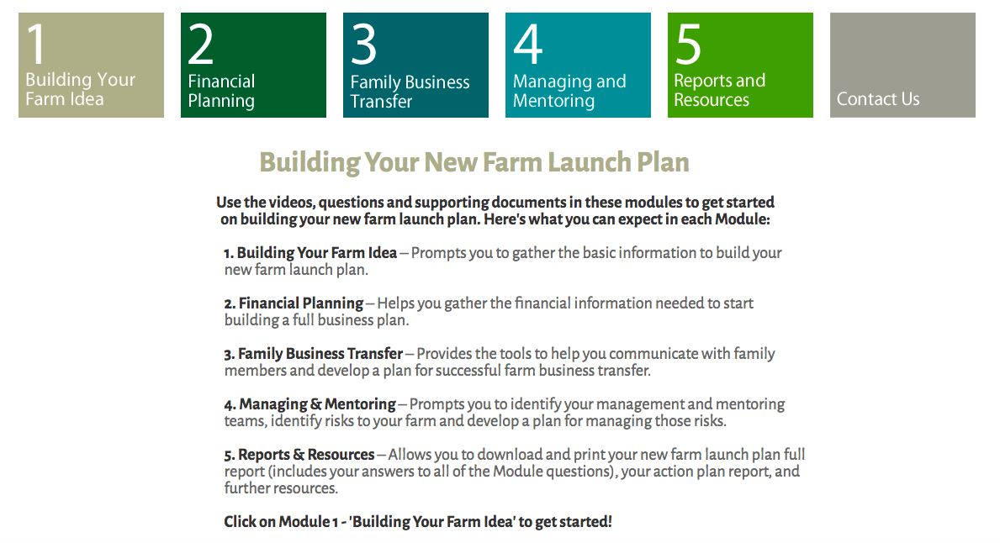 1
Building Your
Farm Idea
2
Financial
Planning
3
Family Business
Transfer
4
Managing and
Mentoring
5
Reports and
Resources
Contact Us
Building Your New Farm Launch Plan
Use the videos, questions and supporting documents in these modules to get started
on building your new farm launch plan. Here's what you can expect in each Module:
1. Building Your Farm Idea – Prompts you to gather the basic information to build your
new farm launch plan.
2. Financial Planning – Helps you gather the financial information needed to start
building a full business plan.
3. Family Business Transfer – Provides the tools to help you communicate with family
members and develop a plan for successful farm business transfer.
4. Managing & Mentoring – Prompts you to identify your management and mentoring
teams, identify risks to your farm and develop a plan for managing those risks.
5. Reports & Resources – Allows you to download and print your new farm launch plan full
report (includes your answers to all of the Module questions), your action plan report, and
further resources.
Click on Module 1 - 'Building Your Farm Idea' to get started!